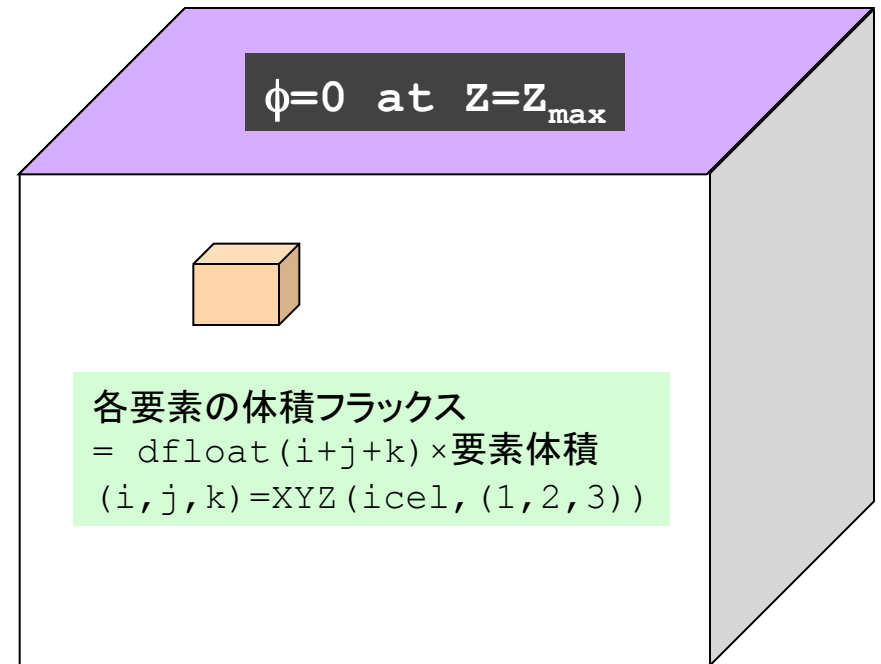 φ=0 at Z=Zmax
各要素の体積フラックス
= dfloat(i+j+k)×要素体積
(i,j,k)=XYZ(icel,(1,2,3))